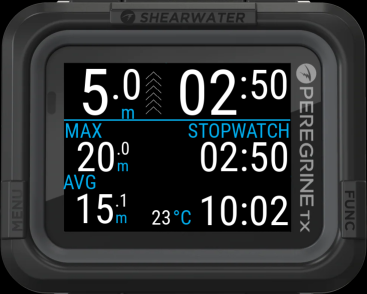 SHEARWATER
5.0 m 02:50
MAX STOPWATCH
20.0 m 02:50
AVG
15.1 m 23°C 10:02
PEREGRINE TX
MENU
FUNC